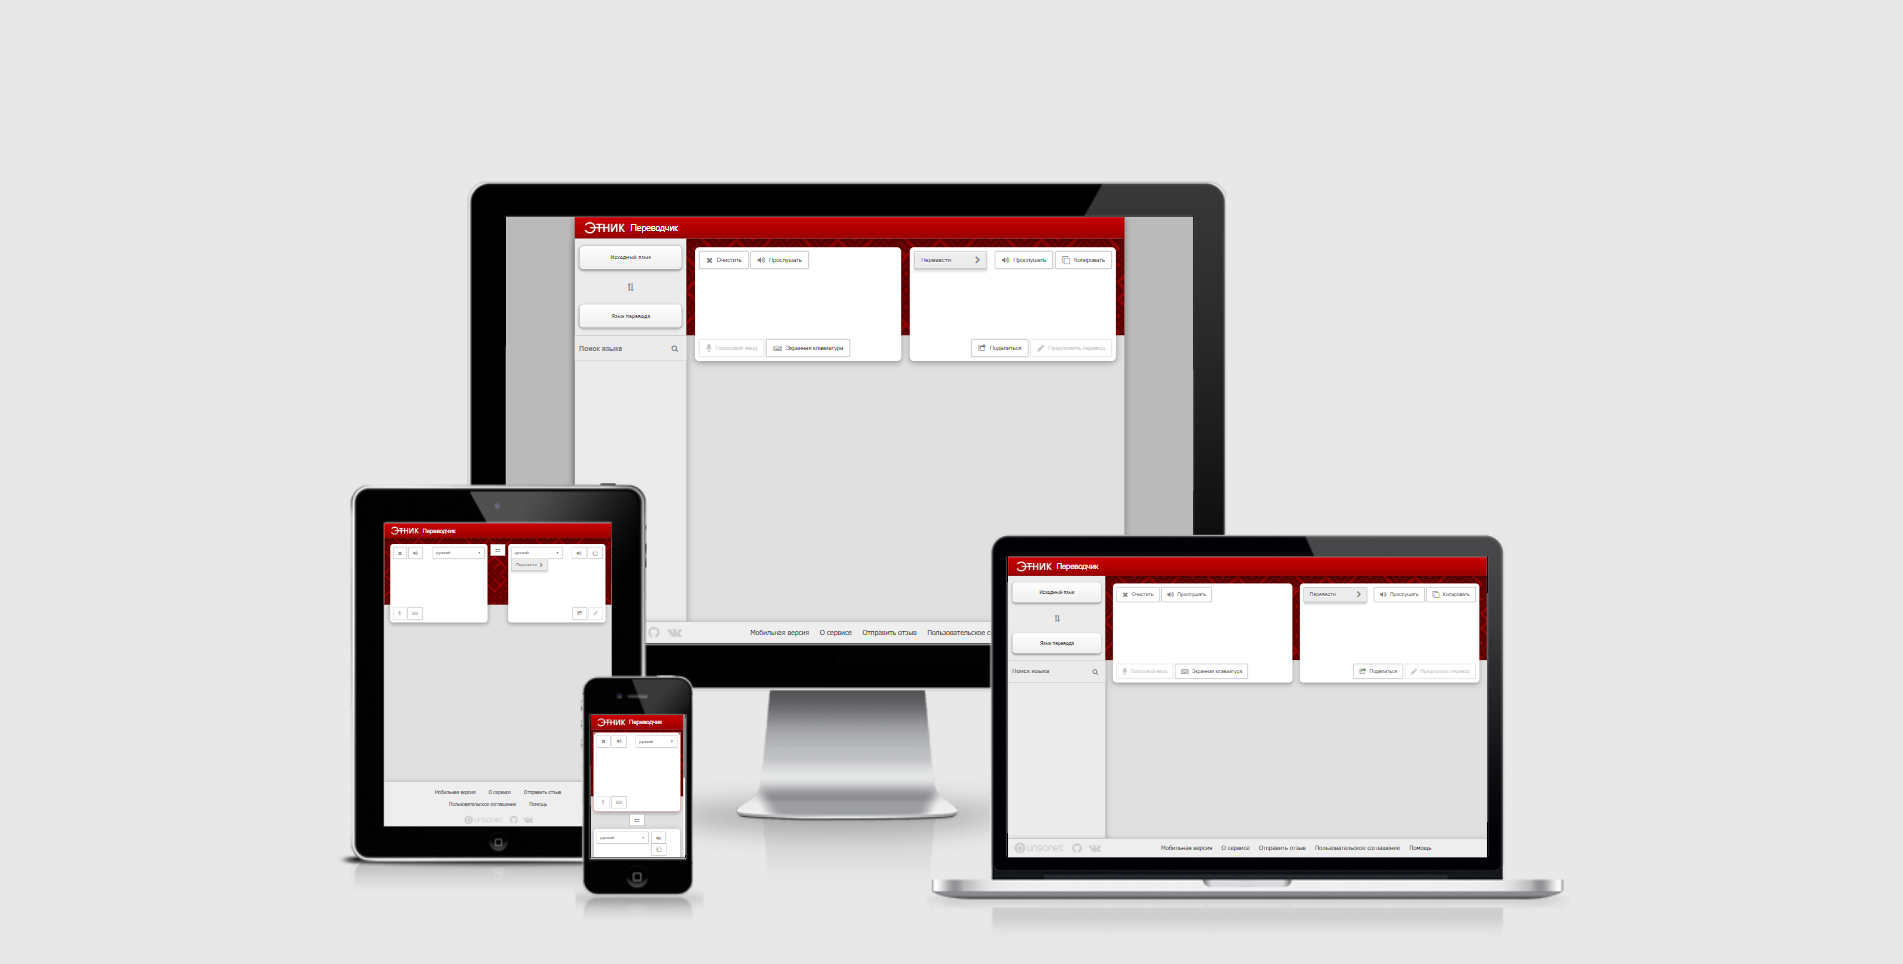 ЭТНИК Переводчик
Исходный язык
Очистить Прослушать
Перевести Прослушать Копировать
Язык перевода
Поиск языка
Голосовой ввод Экранная клавиатура
Поделиться Предложить перевод
Мобильная версия О сервисе Отправить отзыв Пользовательское с
ЭТНИК Переводчик
русский
русский
Перевести
Мобильная версия О сервисе Отправить отзыв
Пользовательское соглашение Помощь
unsonet
ЭТНИК Переводчик
русский
русский
ЭТНИК Переводчик
Исходный язык
Очистить Прослушать
Перевести Прослушать Копировать
Язык перевода
Поиск языка
Голосовой ввод Экранная клавиатура
Поделиться Предложить перевод
unsonet Мобильная версия О сервисе Отправить отзыв Пользовательское соглашение Помощь